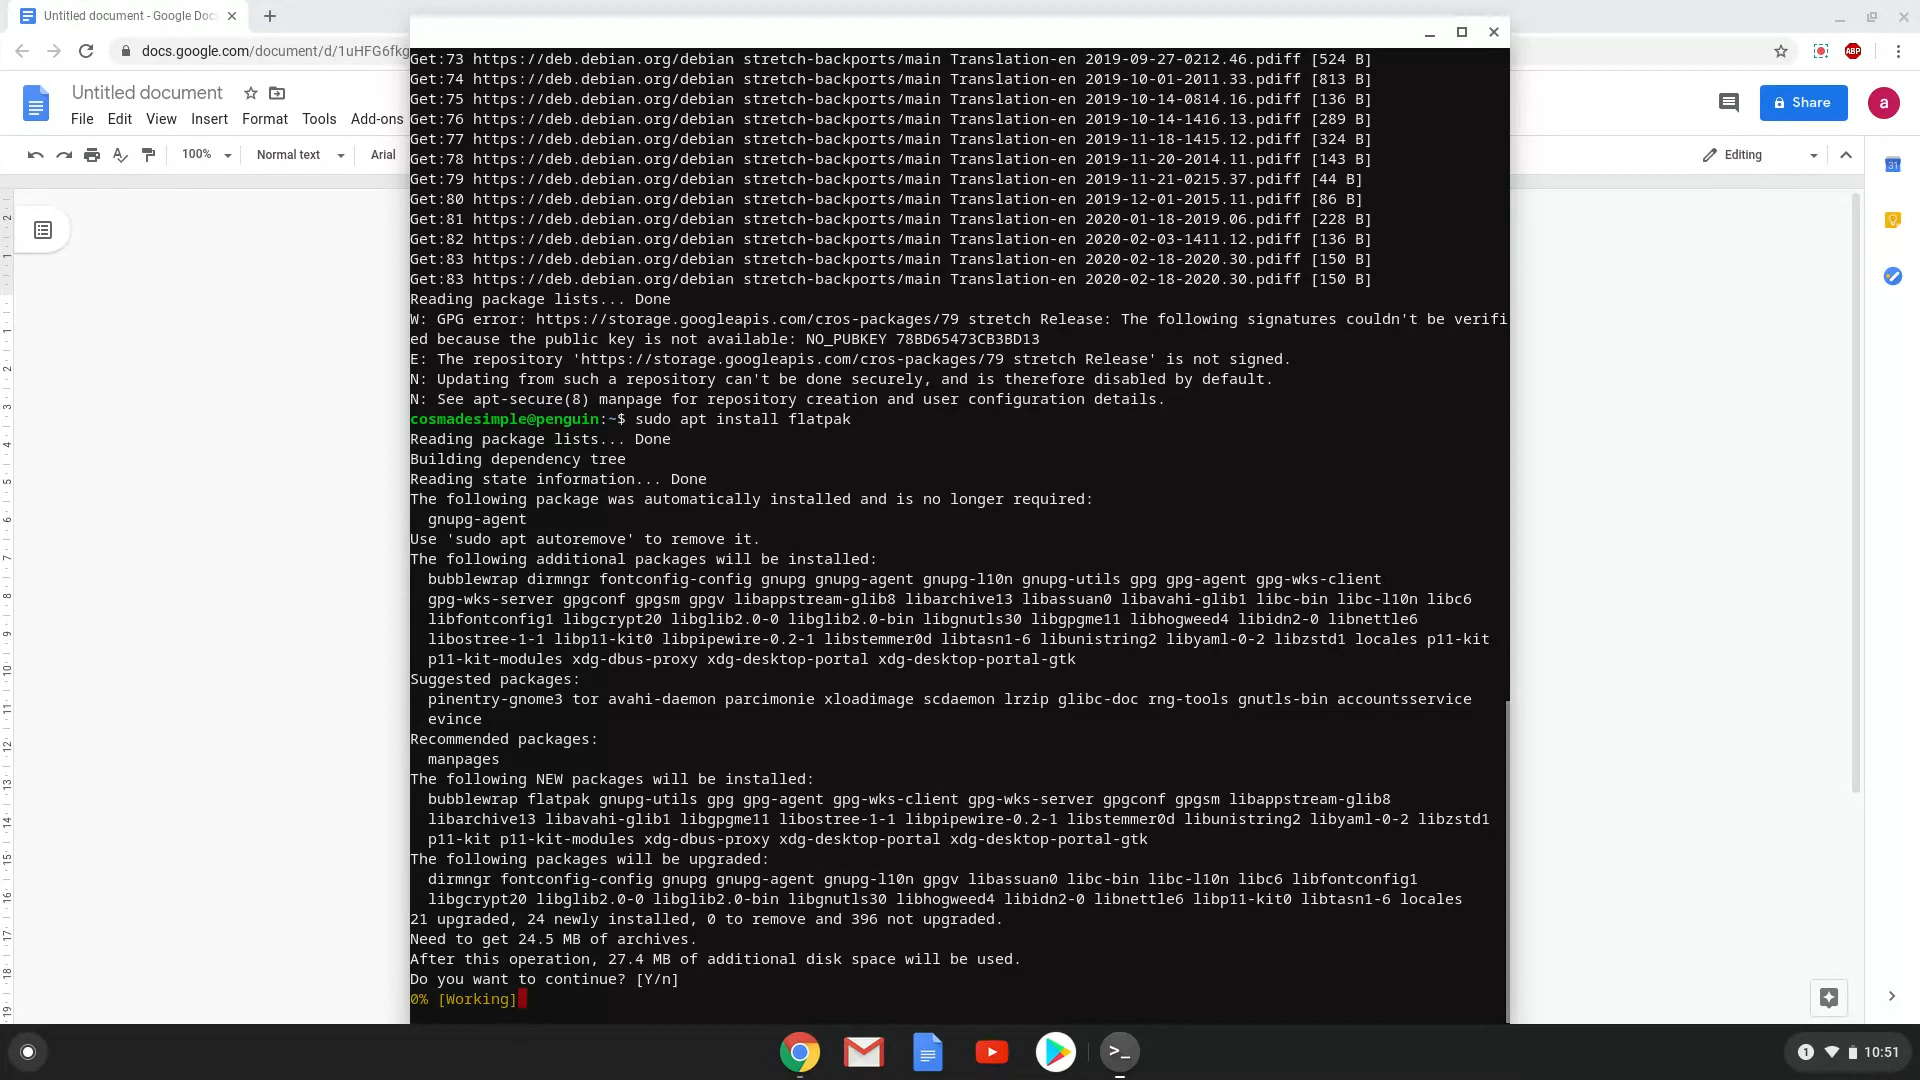 Untitled document - Google Doc
docs.google.com/document/d/1uHFG6fkg
ABP
Untitled document
Share
a
File Edit View Insert Format Tools Add-ons
100% Normal text Arial
Editing
31
Get:73 https://deb.debian.org/debian stretch-backports/main Translation-en 2019-09-27-0212.46.pdiff [524 B]
Get:74 https://deb.debian.org/debian stretch-backports/main Translation-en 2019-10-01-2011.33.pdiff [813 B]
Get:75 https://deb.debian.org/debian stretch-backports/main Translation-en 2019-10-14-0814.16.pdiff [136 B]
Get:76 https://deb.debian.org/debian stretch-backports/main Translation-en 2019-10-14-1416.13.pdiff [289 B]
Get:77 https://deb.debian.org/debian stretch-backports/main Translation-en 2019-11-18-1415.12.pdiff [324 B]
Get:78 https://deb.debian.org/debian stretch-backports/main Translation-en 2019-11-20-2014.11.pdiff [143 B]
Get:79 https://deb.debian.org/debian stretch-backports/main Translation-en 2019-11-21-0215.37.pdiff [44 B]
Get:80 https://deb.debian.org/debian stretch-backports/main Translation-en 2019-12-01-2015.11.pdiff [86 B]
Get:81 https://deb.debian.org/debian stretch-backports/main Translation-en 2020-01-18-2019.06.pdiff [228 B]
Get:82 https://deb.debian.org/debian stretch-backports/main Translation-en 2020-02-03-1411.12.pdiff [136 B]
Get:83 https://deb.debian.org/debian stretch-backports/main Translation-en 2020-02-18-2020.30.pdiff [150 B]
Get:83 https://deb.debian.org/debian stretch-backports/main Translation-en 2020-02-18-2020.30.pdiff [150 B]
Reading package lists... Done
W: GPG error: https://storage.googleapis.com/cros-packages/79 stretch Release: The following signatures couldn't be verifi
ed because the public key is not available: NO_PUBKEY 78BD65473CB3BD13
E: The repository 'https://storage.googleapis.com/cros-packages/79 stretch Release' is not signed.
N: Updating from such a repository can't be done securely, and is therefore disabled by default.
N: See apt-secure(8) manpage for repository creation and user configuration details.
cosmadesimple@penguin:~$ sudo apt install flatpak
Reading package lists... Done
Building dependency tree
Reading state information... Done
The following package was automatically installed and is no longer required:
gnupg-agent
Use 'sudo apt autoremove' to remove it.
The following additional packages will be installed:
bubblewrap dirmngr fontconfig-config gnupg gnupg-agent gnupg-l10n gnupg-utils gpg gpg-agent gpg-wks-client
gpg-wks-server gpgconf gpgsm gpgv libappstream-glib8 libarchive13 libassuan0 libavahi-glib1 libc-bin libc-l10n libc6
libfontconfig1 libgcrypt20 libglib2.0-0 libglib2.0-bin libgnutls30 libgpgme11 libhogweed4 libidn2-0 libnettle6
libostree-1-1 libp11-kit0 libpipewire-0.2-1 libstemmer0d libtasn1-6 libunistring2 libyaml-0-2 libzstd1 locales p11-kit
p11-kit-modules xdg-dbus-proxy xdg-desktop-portal xdg-desktop-portal-gtk
Suggested packages:
pinentry-gnome3 tor avahi-daemon parcimonie xloadimage scdaemon lrzip glibc-doc rng-tools gnutls-bin accountsservice
evince
Recommended packages:
manpages
The following NEW packages will be installed:
bubblewrap flatpak gnupg-utils gpg gpg-agent gpg-wks-client gpg-wks-server gpgconf gpgsm libappstream-glib8
libarchive13 libavahi-glib1 libgpgme11 libostree-1-1 libpipewire-0.2-1 libstemmer0d libunistring2 libyaml-0-2 libzstd1
p11-kit p11-kit-modules xdg-dbus-proxy xdg-desktop-portal xdg-desktop-portal-gtk
The following packages will be upgraded:
dirmngr fontconfig-config gnupg gnupg-agent gnupg-l10n gpgv libassuan0 libc-bin libc-l10n libc6 libfontconfig1
libgcrypt20 libglib2.0-0 libglib2.0-bin libgnutls30 libhogweed4 libidn2-0 libnettle6 libp11-kit0 libtasn1-6 locales
21 upgraded, 24 newly installed, 0 to remove and 396 not upgraded.
Need to get 24.5 MB of archives.
After this operation, 27.4 MB of additional disk space will be used.
Do you want to continue? [Y/n]
0% [Working]
2
1
1
2
3
4
5
6
7
8
9
10
11
12
13
14
15
16
17
18
19
>_
1
10:51